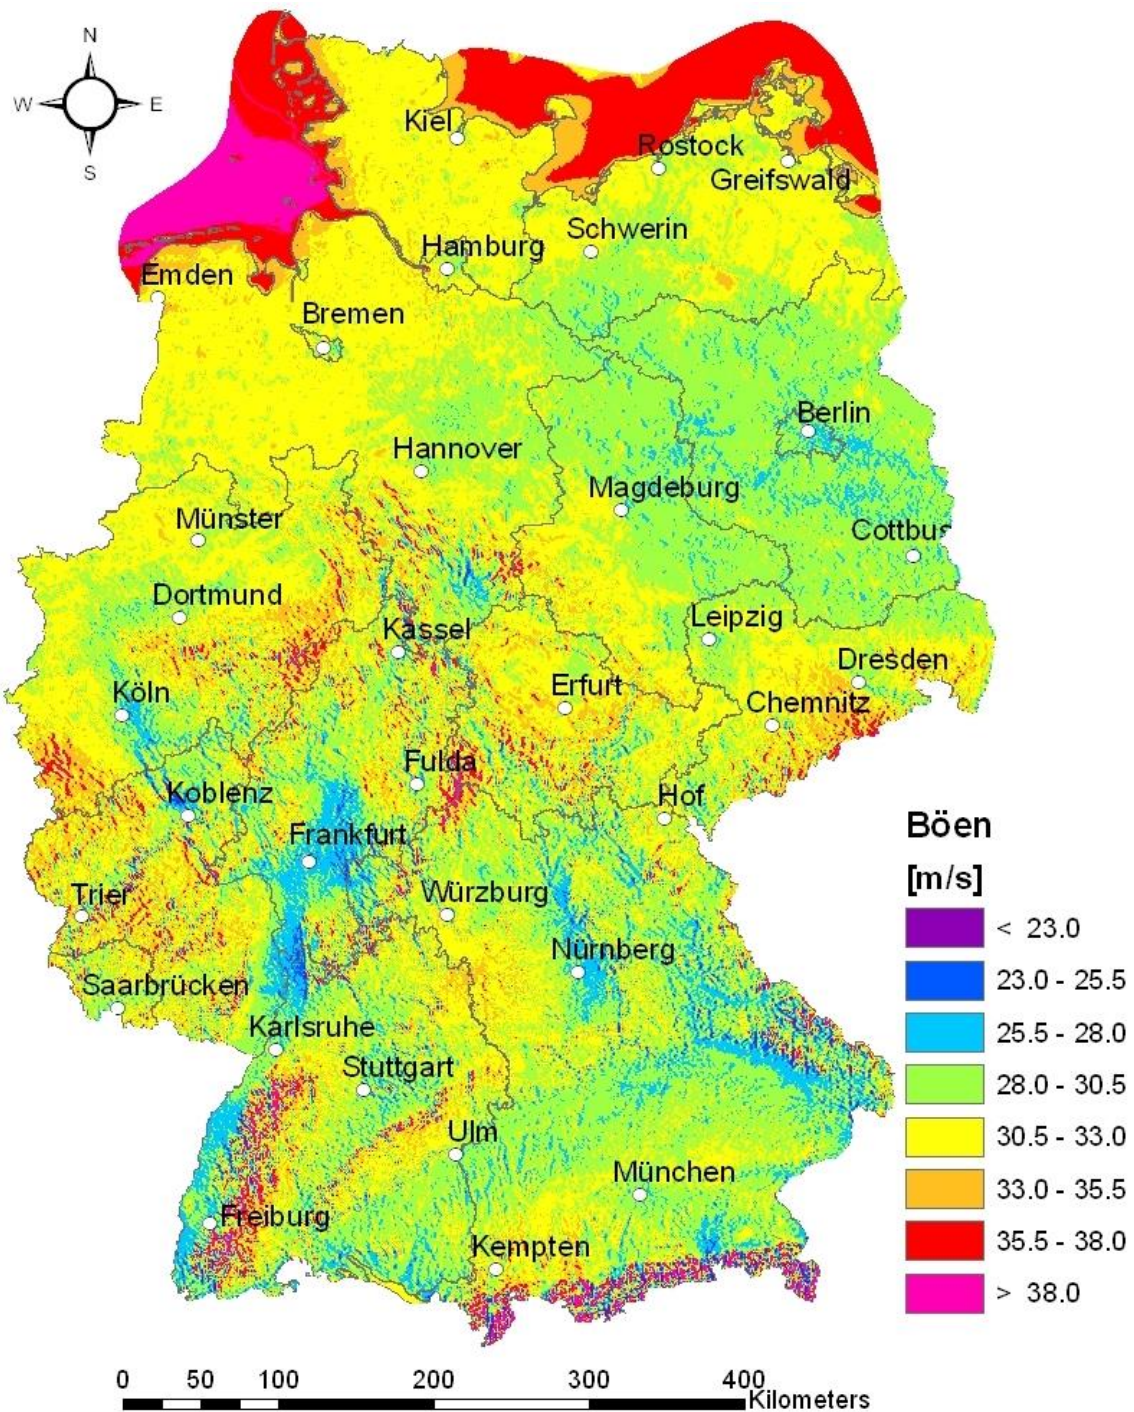 N
W E
S
Kiel
Rostock
Greifswald
Schwerin
Hamburg
Emden
Bremen
Berlin
Hannover
Magdeburg
Münster
Cottbus
Dortmund
Leipzig
Kassel
Dresden
Köln
Erfurt
Chemnitz
Fulda
Koblenz
Hof
Frankfurt
Trier
Würzburg
Nürnberg
Saarbrücken
Karlsruhe
Stuttgart
Ulm
München
Freiburg
Kempten
Böen
[m/s]
< 23.0
23.0 - 25.5
25.5 - 28.0
28.0 - 30.5
30.5 - 33.0
33.0 - 35.5
35.5 - 38.0
> 38.0
0 50 100 200 300 400
Kilometers